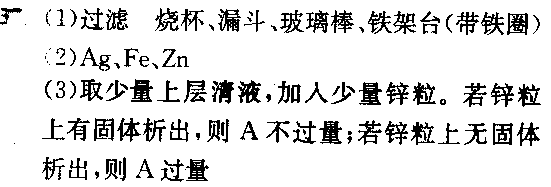 5 (1)过滤 烧杯、漏斗、玻璃棒、铁架台(带铁圈)
(2)Ag、Fe、Zn
(3)取少量上层清液,加入少量锌粒。若锌粒
上有固体析出,则 A 不过量;若锌粒上无固体
析出,则 A 过量